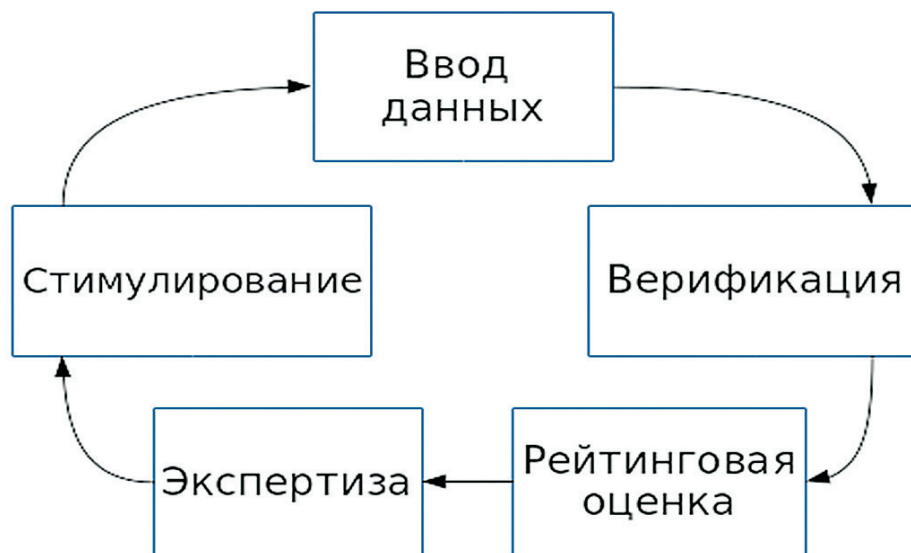 Ввод
данных
Верификация
Рейтинговая
оценка
Экспертиза
Стимулирование